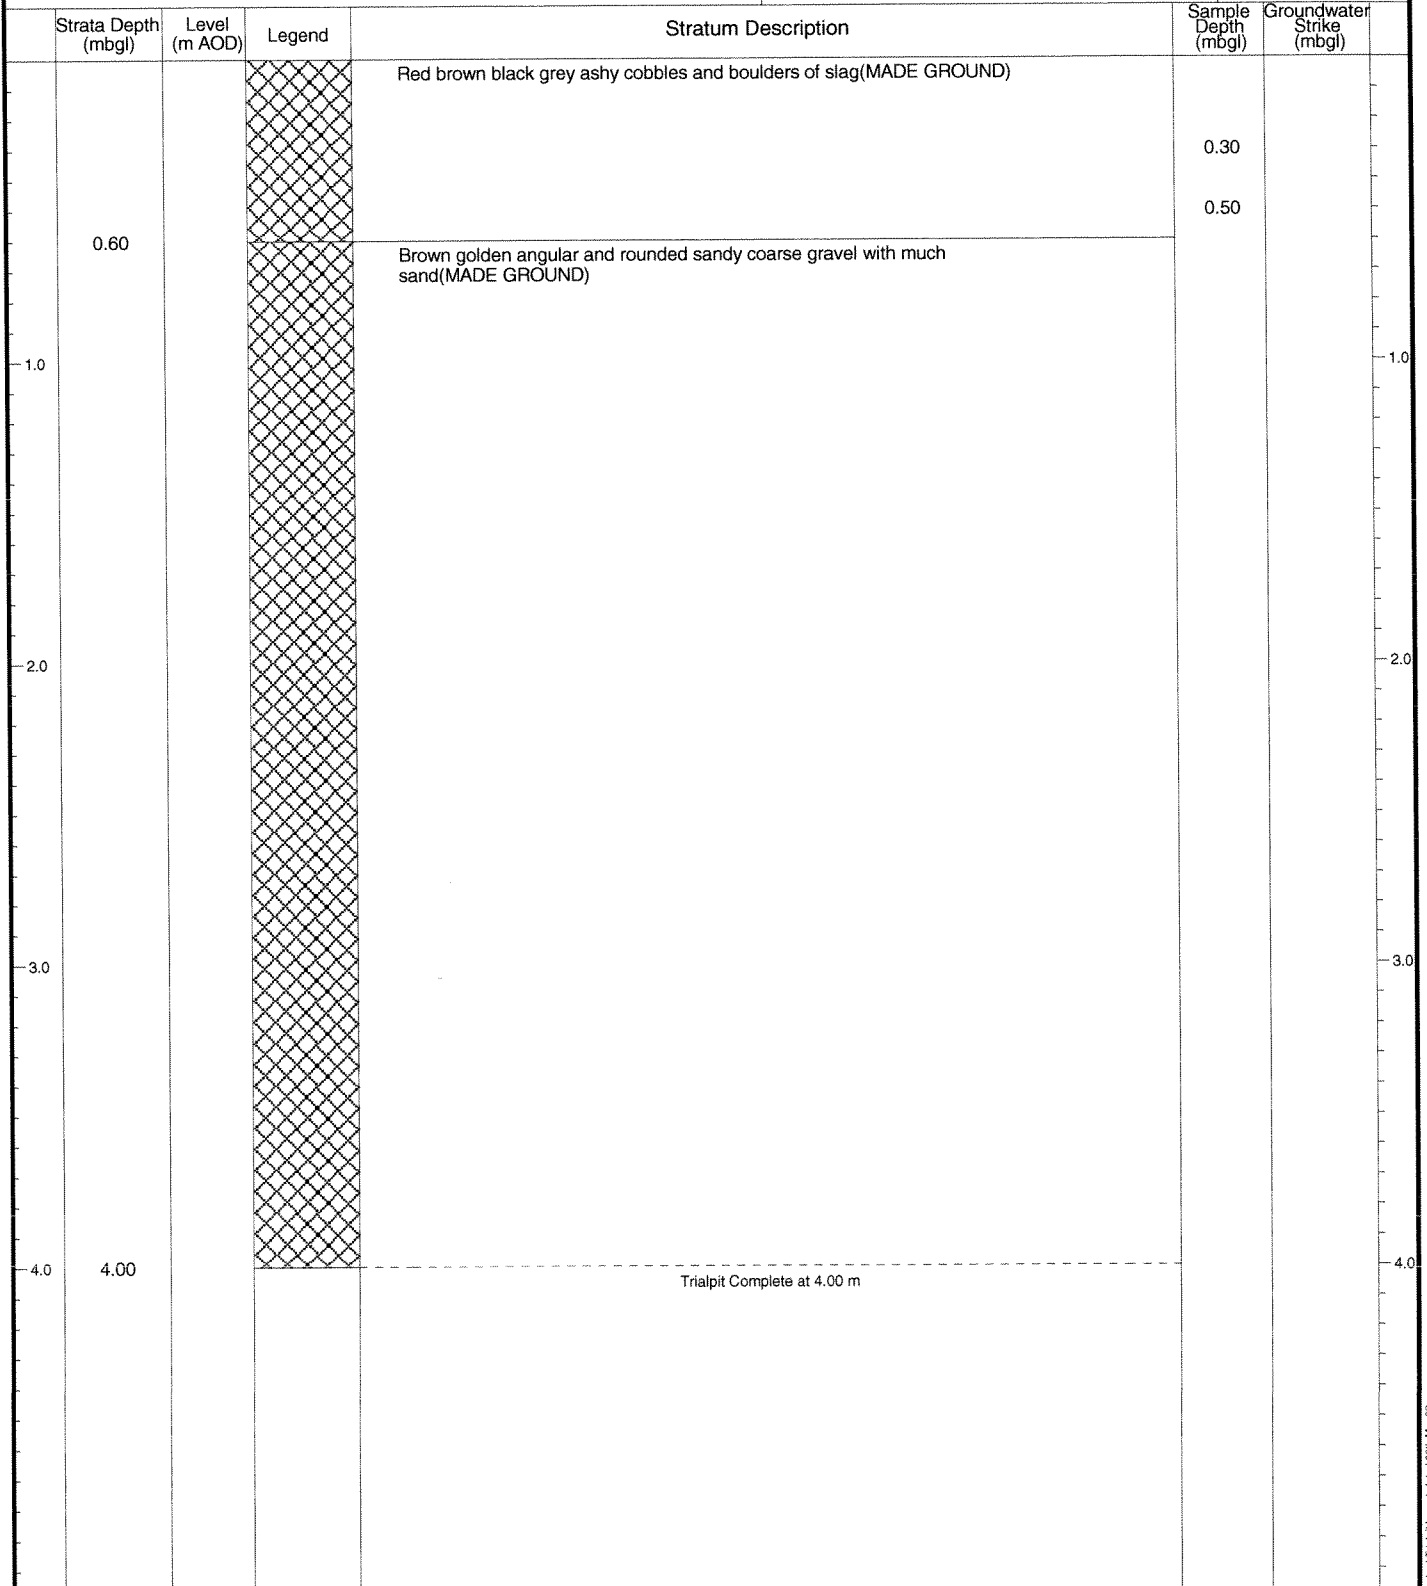 Strata Depth
(mbgl)
Level
(m AOD)
Legend
Stratum Description
Sample
Depth
(mbgl)
Groundwater
Strike
(mbgl)
Red brown black grey ashy cobbles and boulders of slag(MADE GROUND)
0.30
0.50
0.60
Brown golden angular and rounded sandy coarse gravel with much
sand(MADE GROUND)
1.0
1.0
2.0
2.0
3.0
3.0
4.0
4.00
4.0
Trialpit Complete at 4.00 m